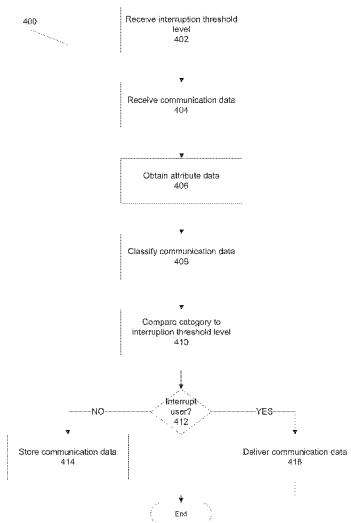 400
Receive interruption threshold
level
402
Receive communication data
404
Obtain attribute data
406
Classify communication data
408
Compare category to
interruption threshold level
410
Interrupt
user?
412
NO
YES
Store communication data
414
Deliver communication data
416
End